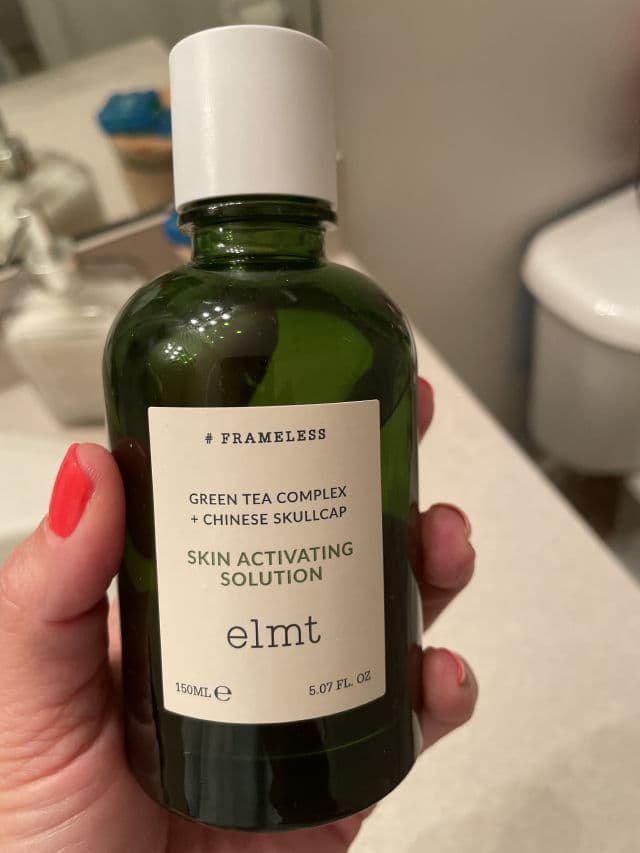 # FRAMELESS
GREEN TEA COMPLEX
+ CHINESE SKULLCAP
SKIN ACTIVATING
SOLUTION
elmt
150ML ℮ 5.07 FL. OZ